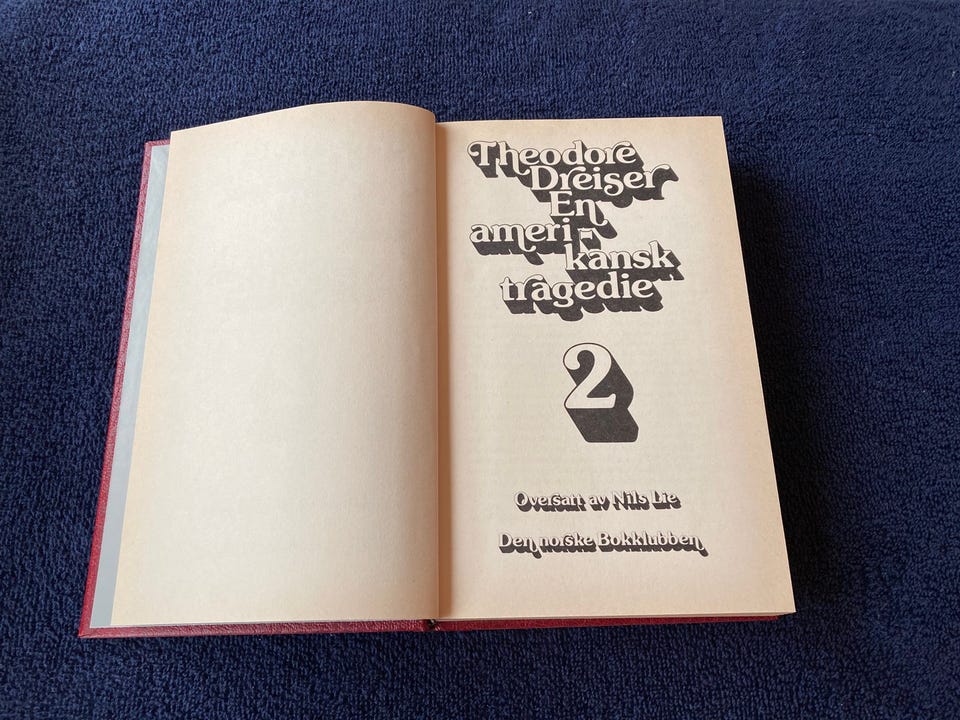 Theodore
Dreiser
En
ameri-
kansk
tragedie
2
Oversatt av Nils Lie
Den norske Bokklubben